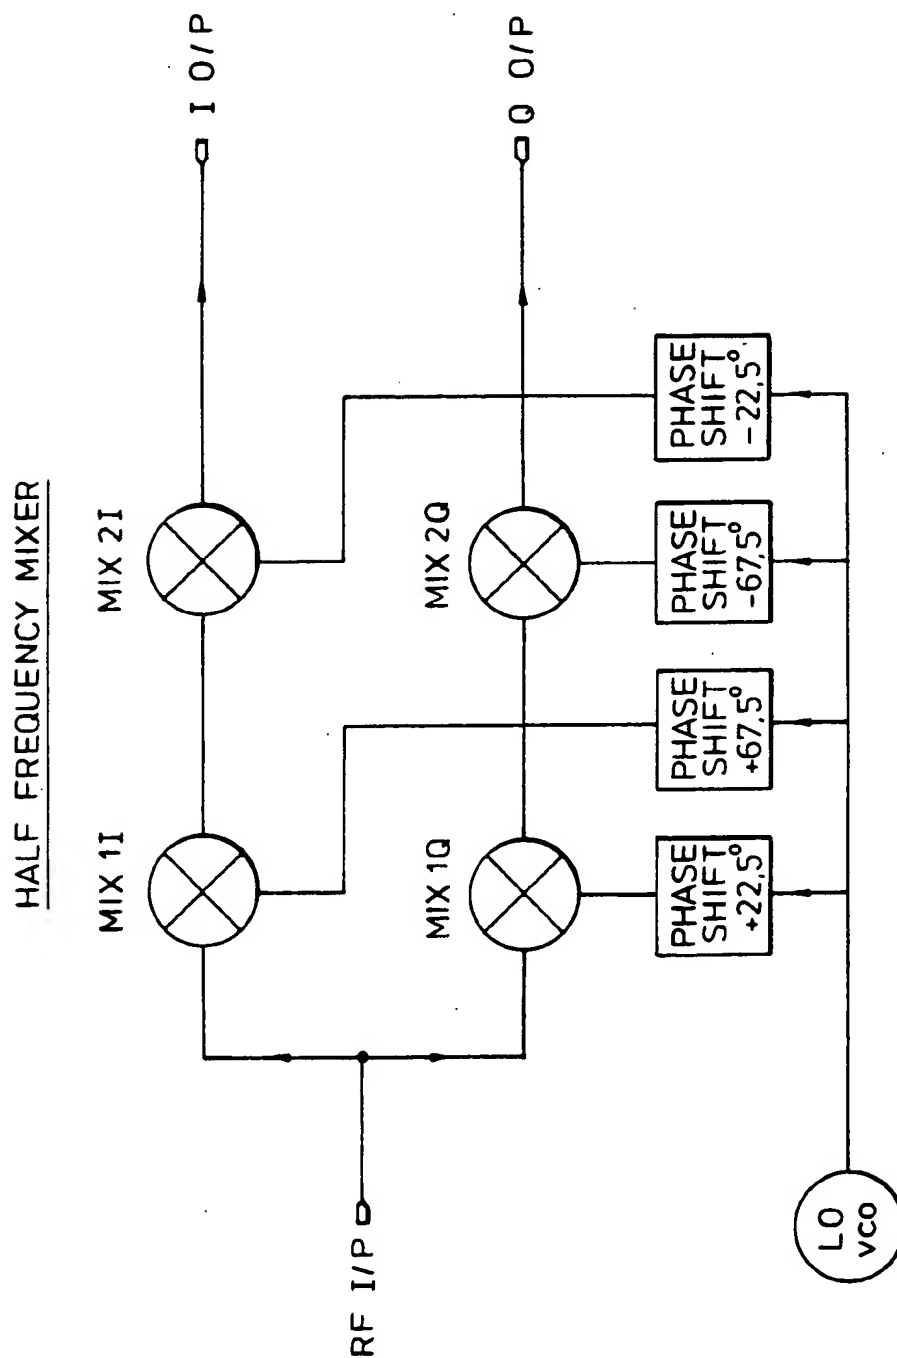 HALF FREQUENCY MIXER
MIX 1I
MIX 2I
I O/P
RF I/P
MIX 1Q
MIX 2Q
Q O/P
PHASE
SHIFT
+22,5°
PHASE
SHIFT
+67,5°
PHASE
SHIFT
-67,5°
PHASE
SHIFT
-22,5°
LO
VCO